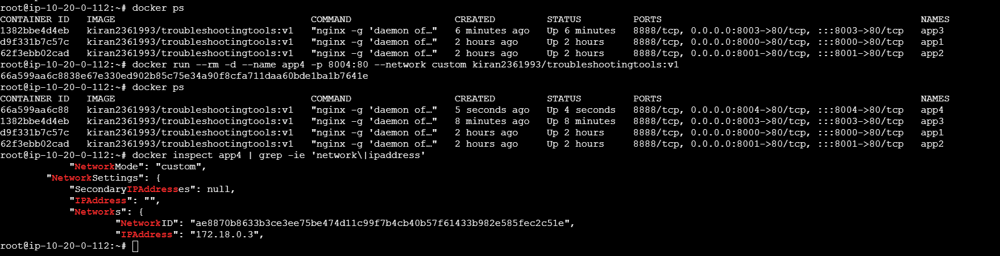 root@ip-10-20-0-112:~# docker ps
CONTAINER ID   IMAGE                               COMMAND                  CREATED         STATUS         PORTS                                             NAMES
1382bbe4d4eb   kiran2361993/troubleshootingtools:v1   "nginx -g 'daemon of…"   6 minutes ago   Up 6 minutes   8888/tcp, 0.0.0.0:8003->80/tcp, :::8003->80/tcp   app3
d9f331b7c57c   kiran2361993/troubleshootingtools:v1   "nginx -g 'daemon of…"   2 hours ago     Up 2 hours     8888/tcp, 0.0.0.0:8000->80/tcp, :::8000->80/tcp   app1
62f3ebb02cad   kiran2361993/troubleshootingtools:v1   "nginx -g 'daemon of…"   2 hours ago     Up 2 hours     8888/tcp, 0.0.0.0:8001->80/tcp, :::8001->80/tcp   app2
root@ip-10-20-0-112:~# docker run --rm -d --name app4 -p 8004:80 --network custom kiran2361993/troubleshootingtools:v1
66a599aa6c8838e67e330ed902b85c75e34a90f8cfa711daa60bde1ba1b7641e
root@ip-10-20-0-112:~# docker ps
CONTAINER ID   IMAGE                               COMMAND                  CREATED         STATUS         PORTS                                             NAMES
66a599aa6c88   kiran2361993/troubleshootingtools:v1   "nginx -g 'daemon of…"   5 seconds ago   Up 4 seconds   8888/tcp, 0.0.0.0:8004->80/tcp, :::8004->80/tcp   app4
1382bbe4d4eb   kiran2361993/troubleshootingtools:v1   "nginx -g 'daemon of…"   8 minutes ago   Up 8 minutes   8888/tcp, 0.0.0.0:8003->80/tcp, :::8003->80/tcp   app3
d9f331b7c57c   kiran2361993/troubleshootingtools:v1   "nginx -g 'daemon of…"   2 hours ago     Up 2 hours     8888/tcp, 0.0.0.0:8000->80/tcp, :::8000->80/tcp   app1
62f3ebb02cad   kiran2361993/troubleshootingtools:v1   "nginx -g 'daemon of…"   2 hours ago     Up 2 hours     8888/tcp, 0.0.0.0:8001->80/tcp, :::8001->80/tcp   app2
root@ip-10-20-0-112:~# docker inspect app4 | grep -ie 'network\|ipaddress'
            "NetworkMode": "custom",
        "NetworkSettings": {
            "SecondaryIPAddresses": null,
            "IPAddress": "",
            "Networks": {
                    "NetworkID": "ae8870b8633b3ce3ee75be474d11c99f7b4cb40b57f61433b982e585fec2c51e",
                    "IPAddress": "172.18.0.3",
root@ip-10-20-0-112:~#